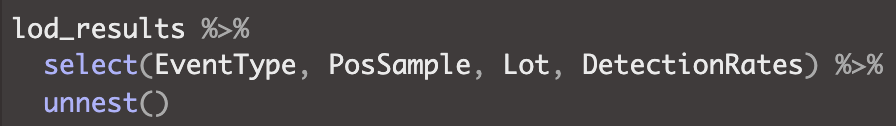 lod_results %>%
  select(EventType, PosSample, Lot, DetectionRates) %>%
  unnest()